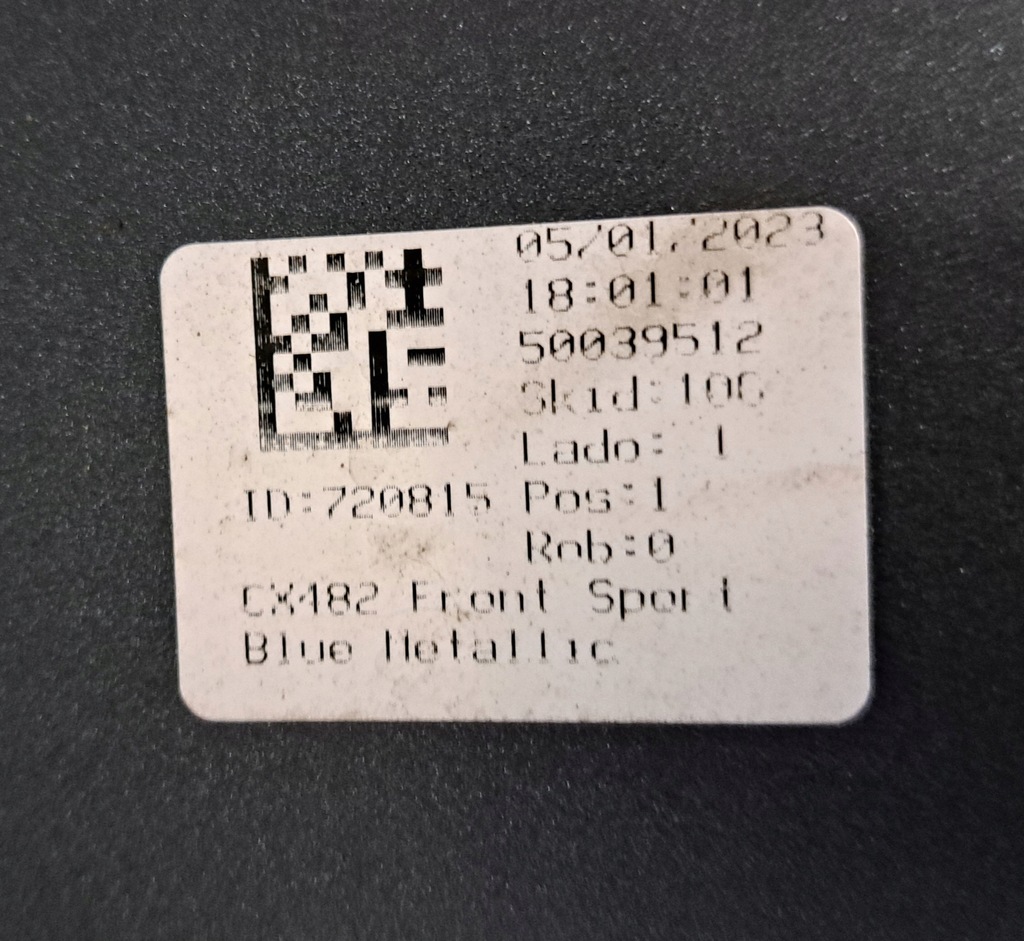 05/01/2023
18:01:01
50039512
Skid:106
Lado: 1
ID:720815 Pos:1
Rob:0
CX482 Front Sport
Blue Metallic